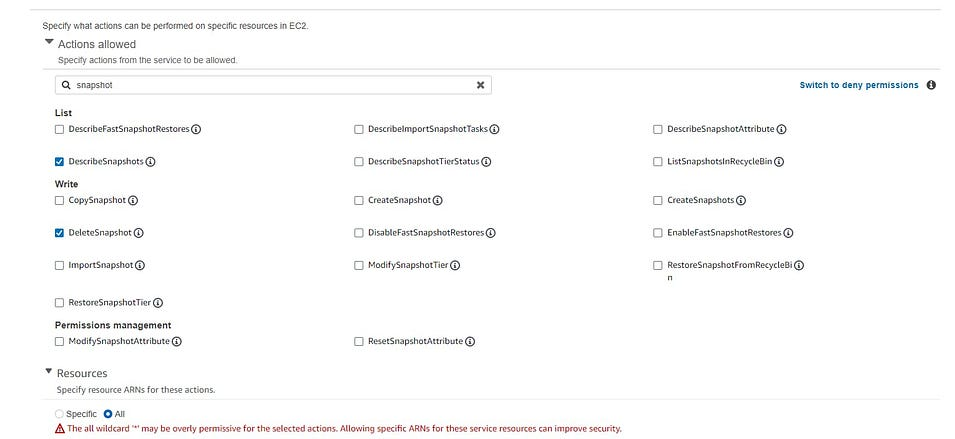 Specify what actions can be performed on specific resources in EC2.
Actions allowed
Specify actions from the service to be allowed.
snapshot
Switch to deny permissions
List
DescribeFastSnapshotRestores
DescribeImportSnapshotTasks
DescribeSnapshotAttribute
DescribeSnapshots
DescribeSnapshotTierStatus
ListSnapshotsInRecycleBin
Write
CopySnapshot
CreateSnapshot
CreateSnapshots
DeleteSnapshot
DisableFastSnapshotRestores
EnableFastSnapshotRestores
ImportSnapshot
ModifySnapshotTier
RestoreSnapshotFromRecycleBi
n
RestoreSnapshotTier
Permissions management
ModifySnapshotAttribute
ResetSnapshotAttribute
Resources
Specify resource ARNs for these actions.
Specific
All
The all wildcard '*' may be overly permissive for the selected actions. Allowing specific ARNs for these service resources can improve security.